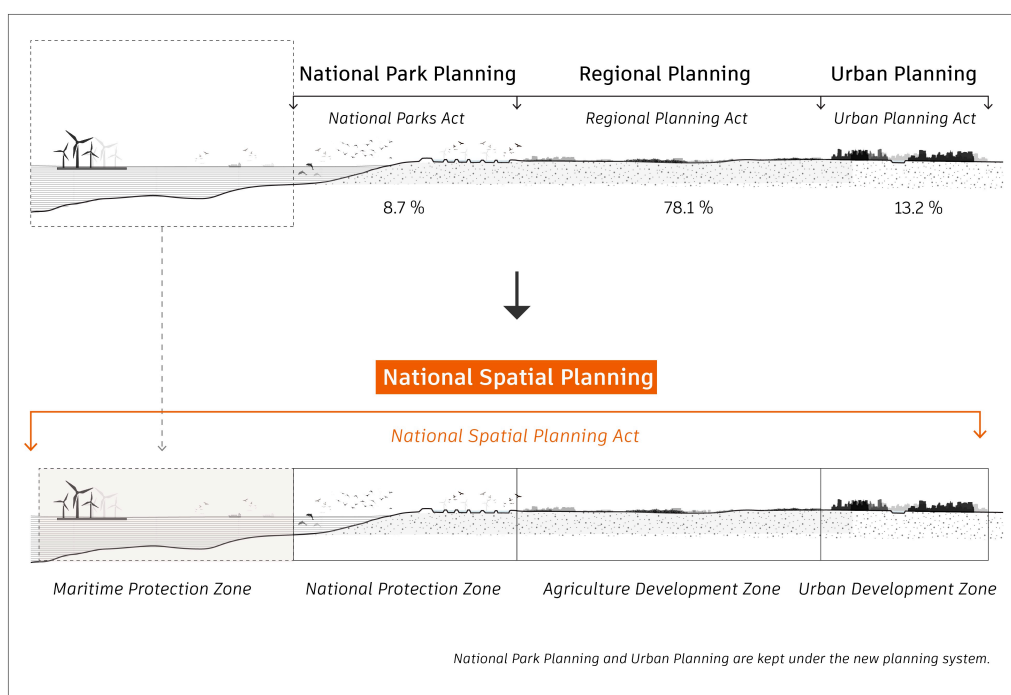 National Park Planning
Regional Planning
Urban Planning
National Parks Act
Regional Planning Act
Urban Planning Act
8.7 %
78.1 %
13.2 %
National Spatial Planning
National Spatial Planning Act
Maritime Protection Zone
National Protection Zone
Agriculture Development Zone
Urban Development Zone
National Park Planning and Urban Planning are kept under the new planning system.